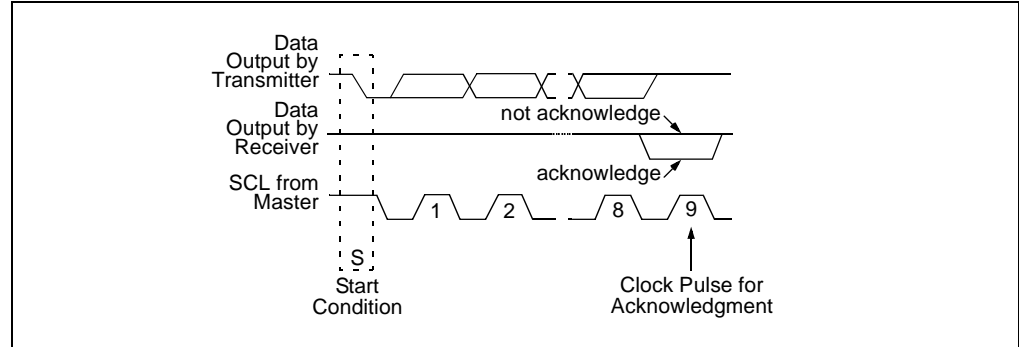 Data
Output by
Transmitter
not acknowledge
Data
Output by
Receiver
acknowledge
SCL from
Master
1
2
8
9
S
Start
Condition
Clock Pulse for
Acknowledgment